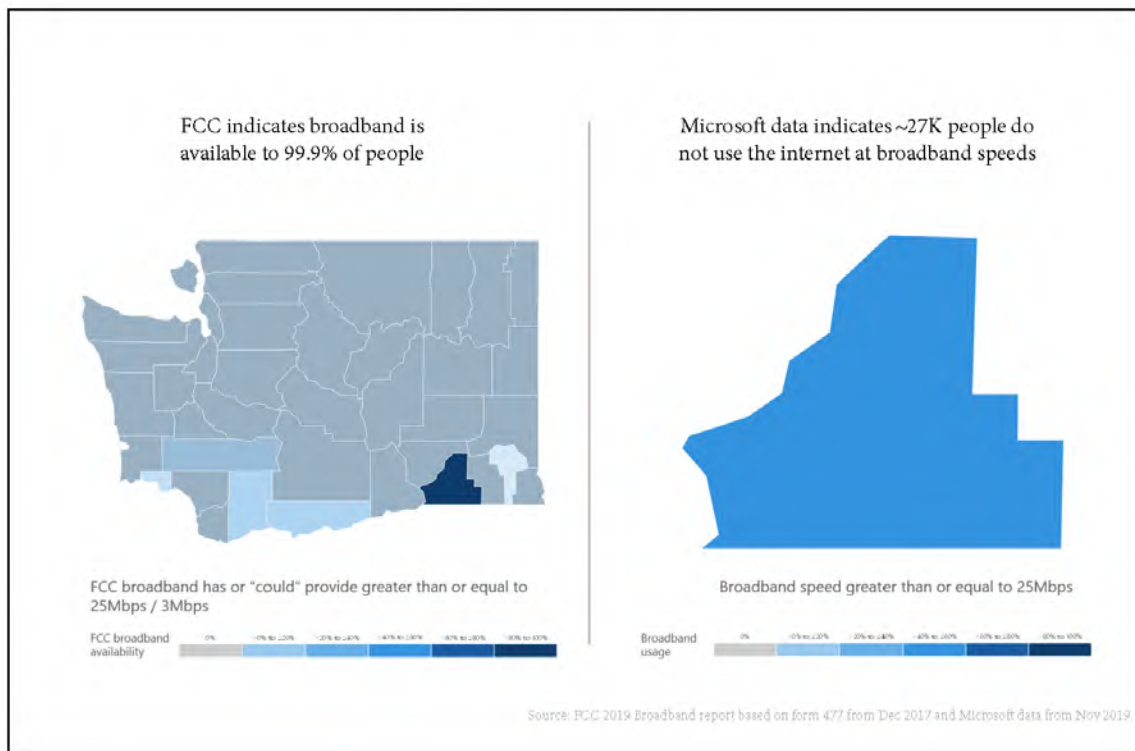 FCC indicates broadband is
available to 99.9% of people
Microsoft data indicates ~27K people do
not use the internet at broadband speeds
FCC broadband has or "could" provide greater than or equal to
25Mbps / 3Mbps
FCC broadband
availability
0%
Broadband speed greater than or equal to 25Mbps
Broadband
usage
0%
Source: FCC 2019 Broadband report based on form 477 from Dec 2017 and Microsoft data from Nov 2019